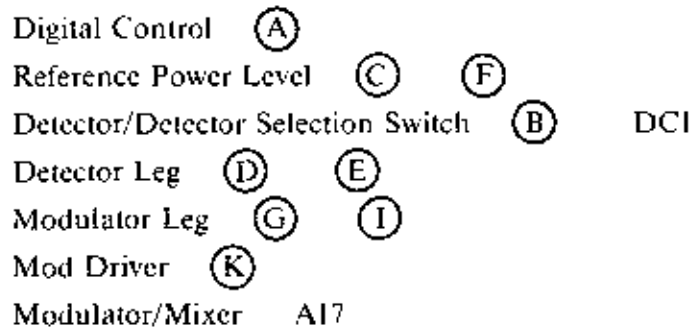 Digital Control Ⓐ
Reference Power Level Ⓒ Ⓕ
Detector/Detector Selection Switch Ⓑ DC1
Detector Leg Ⓓ Ⓔ
Modulator Leg Ⓖ Ⓘ
Mod Driver Ⓚ
Modulator/Mixer A17